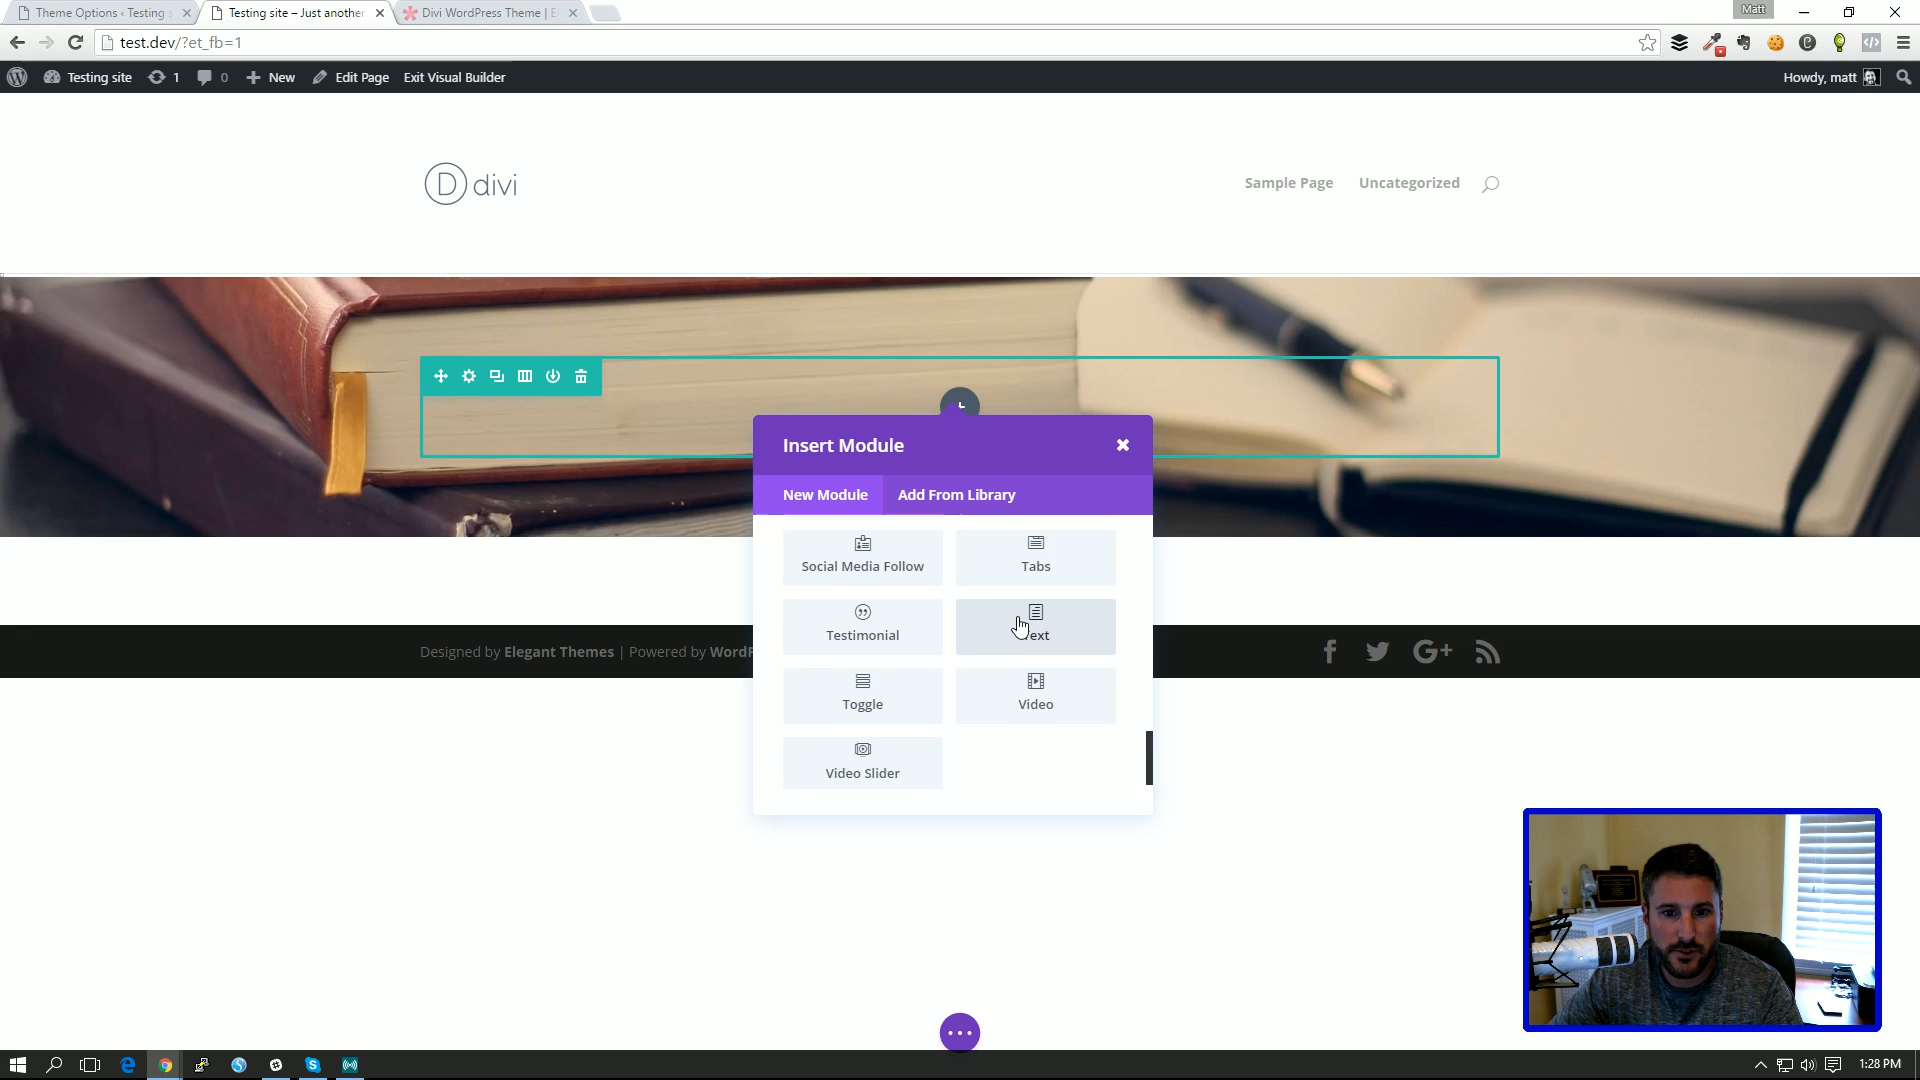 Theme Options ‹ Testing s
Testing site – Just another
Divi WordPress Theme | E
Matt
test.dev/?et_fb=1
Testing site
1
0
New
Edit Page
Exit Visual Builder
Howdy, matt
D divi
Sample Page
Uncategorized
Insert Module
New Module
Add From Library
Social Media Follow
Tabs
Testimonial
Text
Toggle
Video
Video Slider
Designed by Elegant Themes | Powered by WordP
1:28 PM